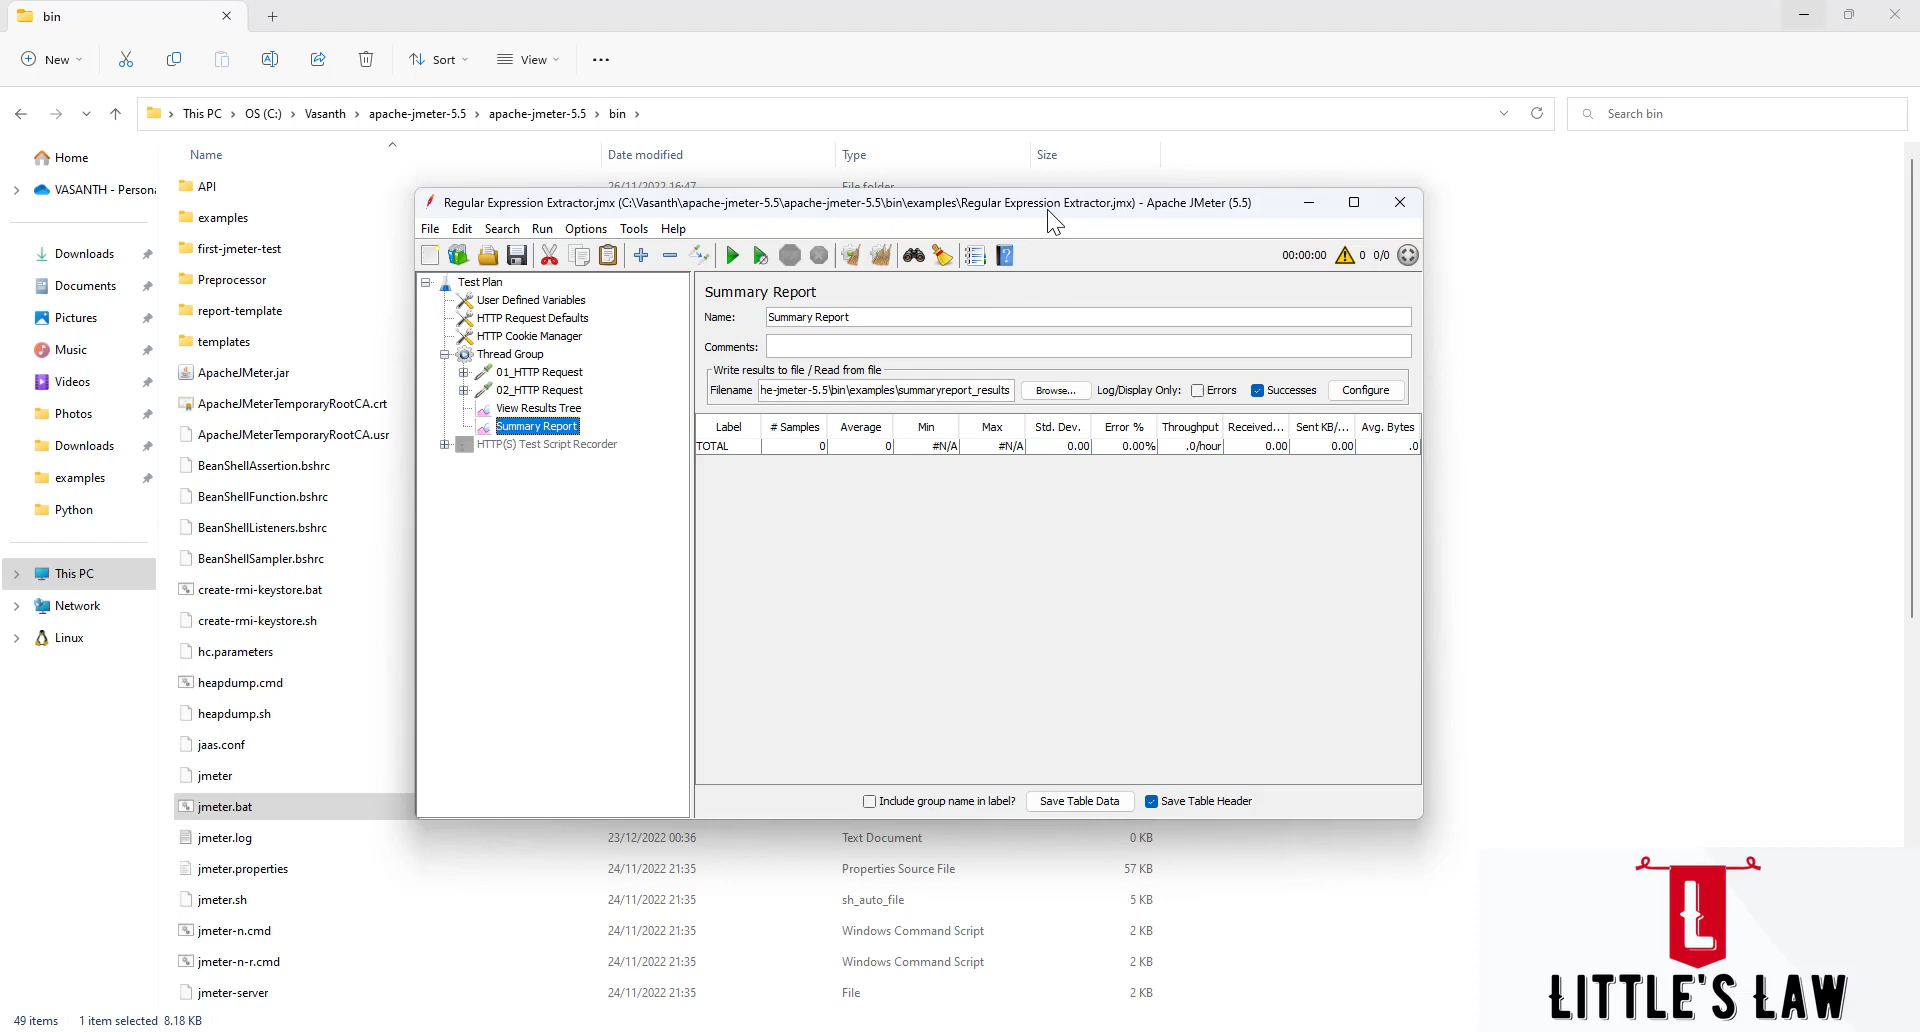 bin
New
Sort
View
This PC
OS (C:)
Vasanth
apache-jmeter-5.5
apache-jmeter-5.5
bin
Search bin
Name
Date modified
Type
Size
Home
VASANTH - Persona
Downloads
Documents
Pictures
Music
Videos
Photos
Downloads
examples
Python
This PC
Network
Linux
API
26/11/2022 16:47
File folder
examples
first-jmeter-test
Preprocessor
report-template
templates
ApacheJMeter.jar
ApacheJMeterTemporaryRootCA.crt
ApacheJMeterTemporaryRootCA.usr
BeanShellAssertion.bshrc
BeanShellFunction.bshrc
BeanShellListeners.bshrc
BeanShellSampler.bshrc
create-rmi-keystore.bat
create-rmi-keystore.sh
hc.parameters
heapdump.cmd
heapdump.sh
jaas.conf
jmeter
jmeter.bat
jmeter.log 23/12/2022 00:36 Text Document 0 KB
jmeter.properties 24/11/2022 21:35 Properties Source File 57 KB
jmeter.sh 24/11/2022 21:35 sh_auto_file 5 KB
jmeter-n.cmd 24/11/2022 21:35 Windows Command Script 2 KB
jmeter-n-r.cmd 24/11/2022 21:35 Windows Command Script 2 KB
jmeter-server 24/11/2022 21:35 File 2 KB
49 items 1 item selected 8.18 KB
Regular Expression Extractor.jmx (C:\Vasanth\apache-jmeter-5.5\apache-jmeter-5.5\bin\examples\Regular Expression Extractor.jmx) - Apache JMeter (5.5)
File Edit Search Run Options Tools Help
00:00:00 0 0/0
Test Plan
User Defined Variables
HTTP Request Defaults
HTTP Cookie Manager
Thread Group
01_HTTP Request
02_HTTP Request
View Results Tree
Summary Report
HTTP(S) Test Script Recorder
Summary Report
Name: Summary Report
Comments:
Write results to file / Read from file
Filename he-jmeter-5.5\bin\examples\summaryreport_results Browse... Log/Display Only: Errors Successes Configure
Label # Samples Average Min Max Std. Dev. Error % Throughput Received... Sent KB/... Avg. Bytes
TOTAL 0 0 #N/A #N/A 0.00 0.00% .0/hour 0.00 0.00 .0
Include group name in label? Save Table Data Save Table Header
L
LITTLE'S LAW